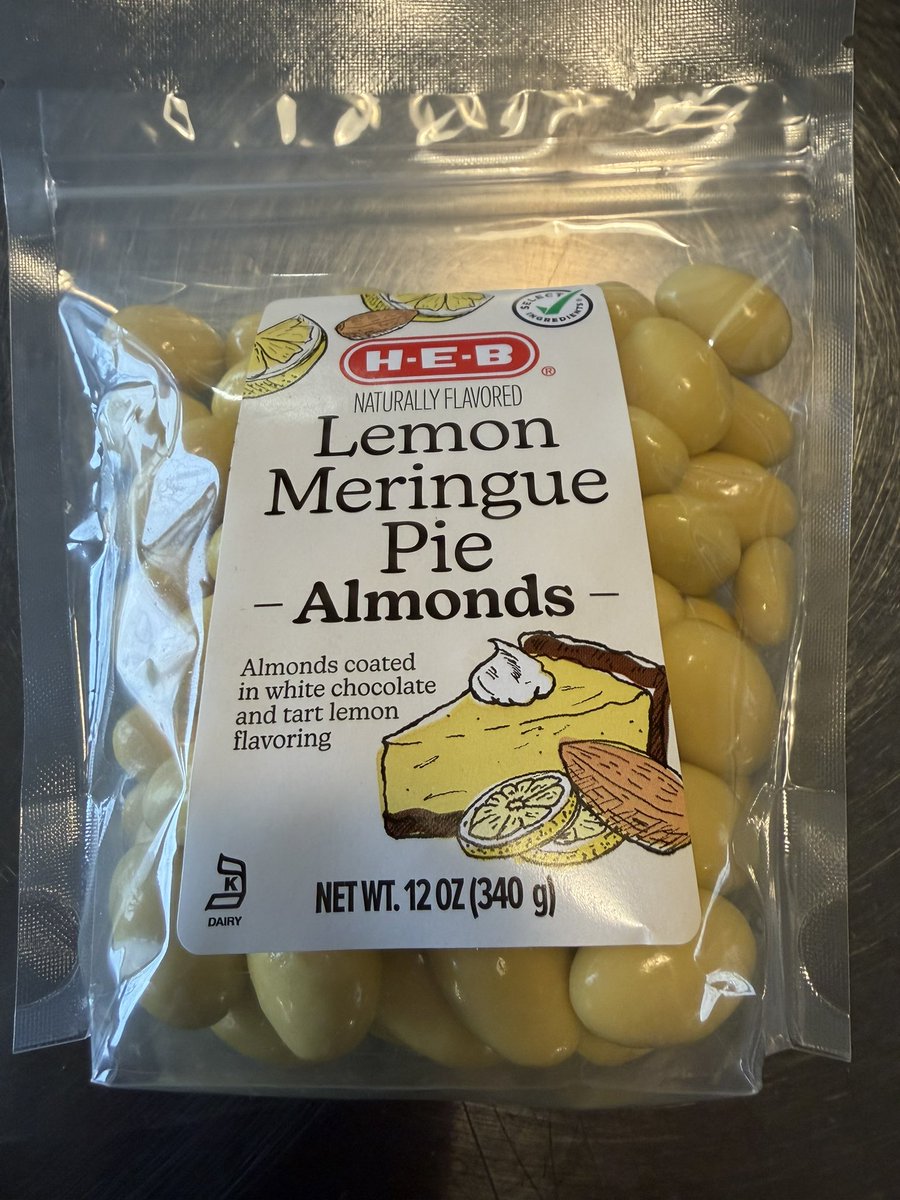 SELECT INGREDIENTS®
H-E-B®
NATURALLY FLAVORED
Lemon
Meringue
Pie
– Almonds –
Almonds coated
in white chocolate
and tart lemon
flavoring
K
DAIRY
NET WT. 12 OZ (340 g)